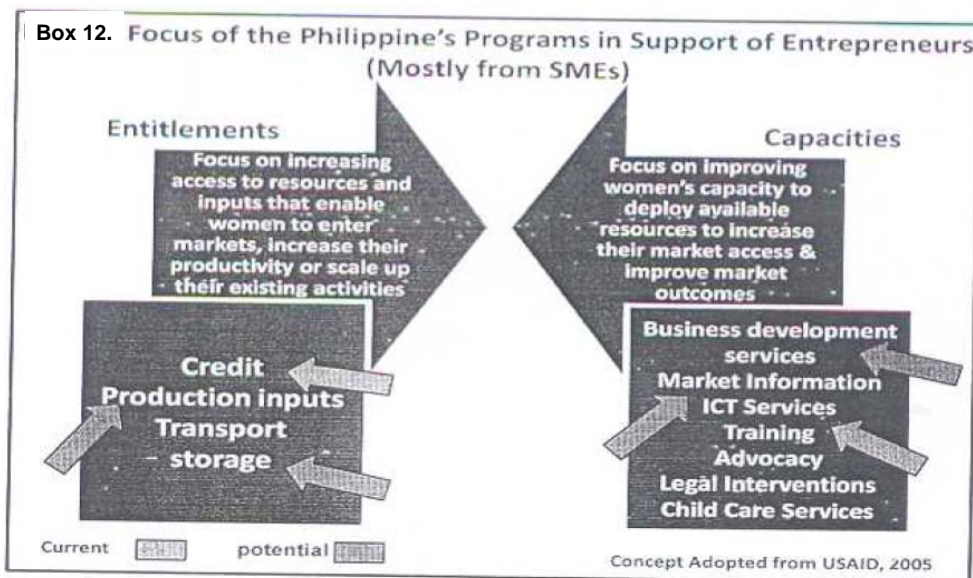 Box 12. Focus of the Philippine's Programs in Support of Entrepreneurs
(Mostly from SMEs)
Entitlements
Focus on increasing
access to resources and
inputs that enable
women to enter
markets, increase their
productivity or scale up
their existing activities
Credit
Production inputs
Transport
storage
Capacities
Focus on improving
women's capacity to
deploy available
resources to increase
their market access &
improve market
outcomes
Business development
services
Market Information
ICT Services
Training
Advocacy
Legal Interventions
Child Care Services
Current
potential
Concept Adopted from USAID, 2005